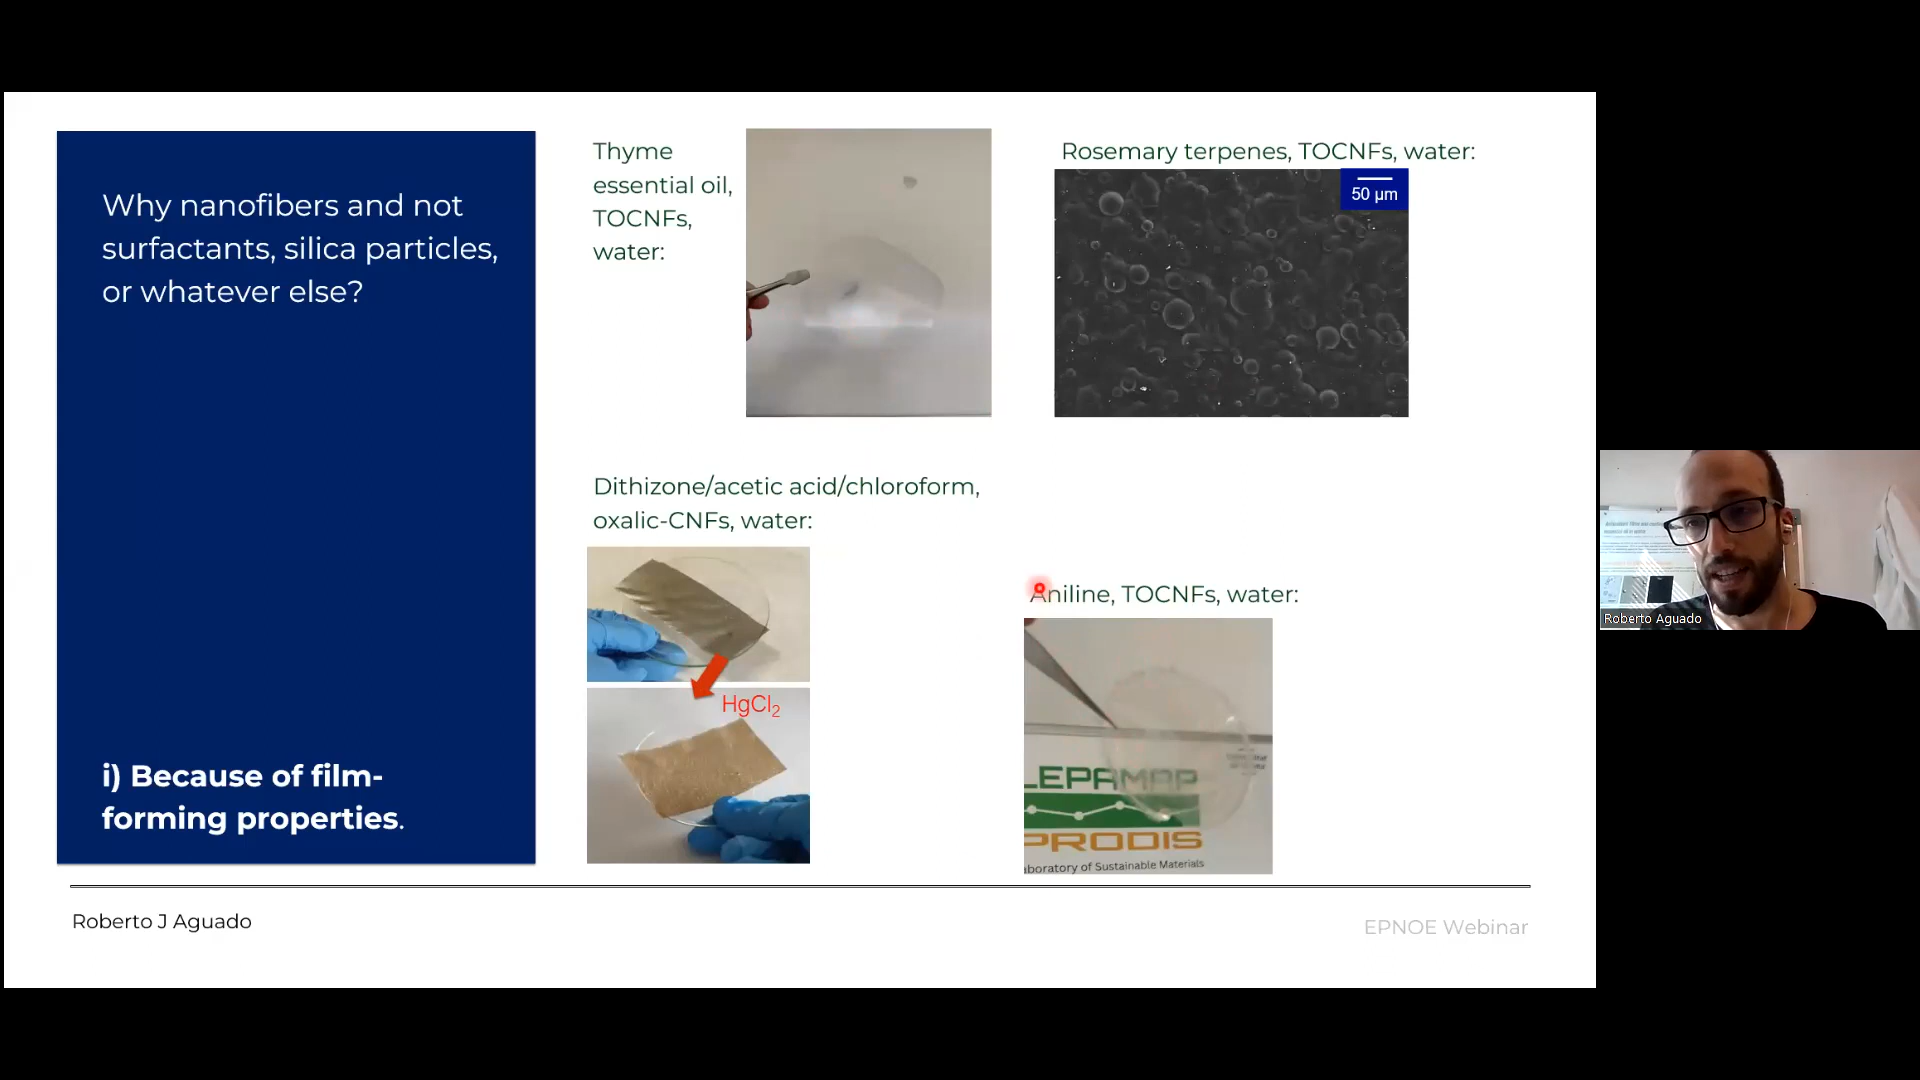 Why nanofibers and not
surfactants, silica particles,
or whatever else?
i) Because of film-
forming properties.
Thyme
essential oil,
TOCNFs,
water:
Rosemary terpenes, TOCNFs, water:
50 μm
Dithizone/acetic acid/chloroform,
oxalic-CNFs, water:
HgCl2
Aniline, TOCNFs, water:
LEPAMAP
PRODIS
aboratory of Sustainable Materials
Roberto J Aguado
EPNOE Webinar
Roberto Aguado